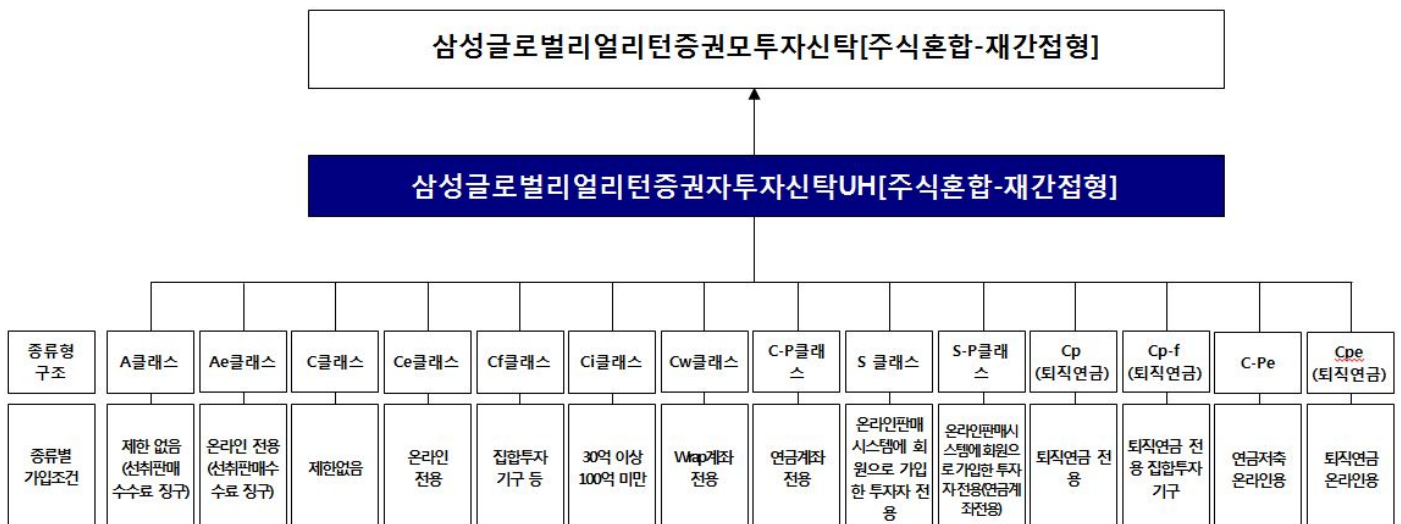 삼성글로벌리얼리턴증권모투자신탁[주식혼합-재간접형]
삼성글로벌리얼리턴증권자투자신탁UH[주식혼합-재간접형]
종류형
구조
A클래스
Ae클래스
C클래스
Ce클래스
Cf클래스
Ci클래스
Cw클래스
C-P클래
스
S 클래스
S-P클래
스
Cp
(퇴직연금)
Cp-f
(퇴직연금)
C-Pe
Cpe
(퇴직연금)
종류별
가입조건
제한 없음
(선취판매
수수료 징구)
온라인 전용
(선취판매수
수료 징구)
제한없음
온라인
전용
집합투자
기구 등
30억 이상
100억 미만
Wrap계좌
전용
연금계좌
전용
온라인판매
시스템에 회
원으로 가입
한 투자자 전
용
온라인판매시
스템에 회원으
로 가입한 투자
자 전용(연금계
좌전용)
퇴직연금 전
용
퇴직연금 전
용 집합투자
기구
연금저축
온라인용
퇴직연금
온라인용